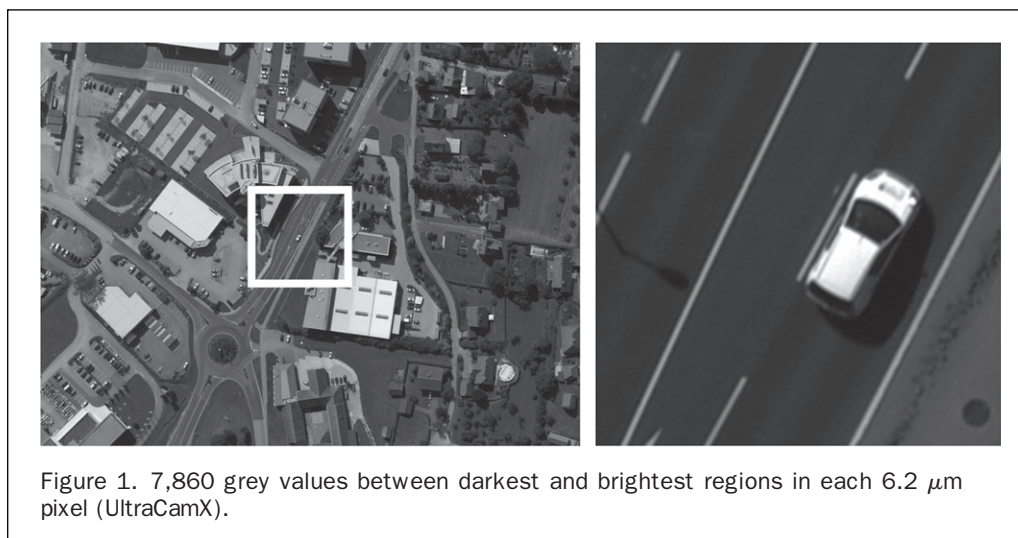 Figure 1. 7,860 grey values between darkest and brightest regions in each 6.2 μm
pixel (UltraCamX).